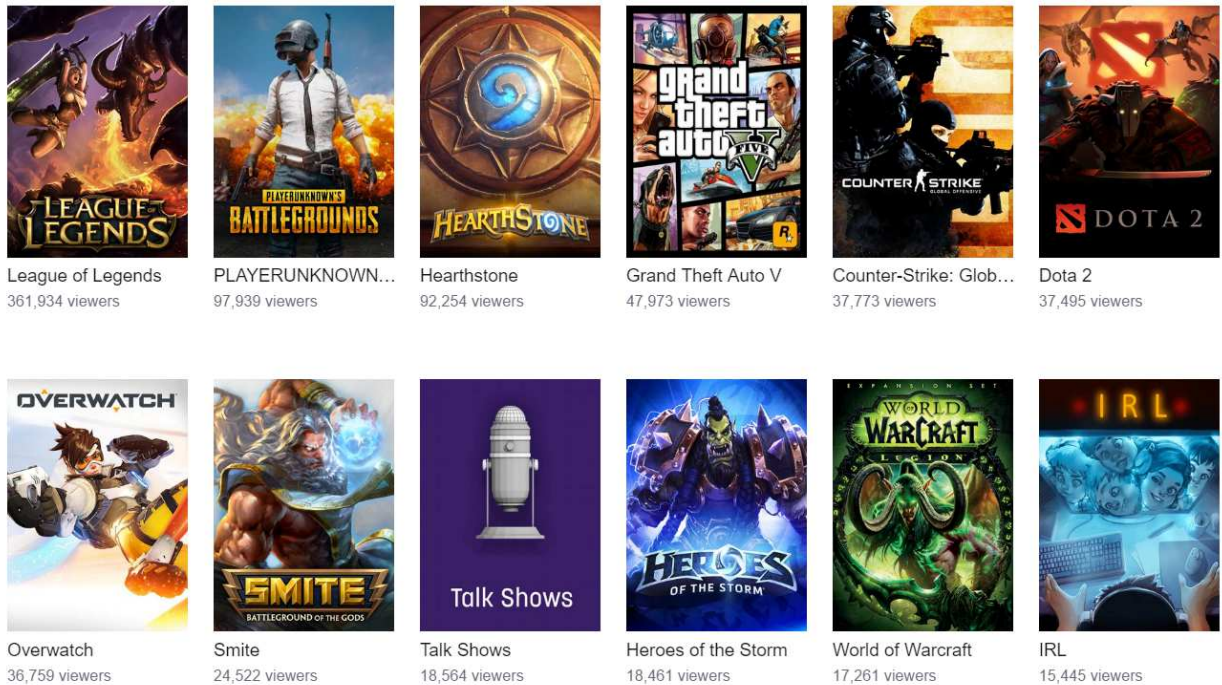 LEAGUE OF
LEGENDS
League of Legends
361,934 viewers
PLAYERUNKNOWN'S
BATTLEGROUNDS
PLAYERUNKNOWN...
97,939 viewers
HEARTHSTONE
Hearthstone
92,254 viewers
grand
theft
auto
FIVE
R
Grand Theft Auto V
47,973 viewers
COUNTER STRIKE
GLOBAL OFFENSIVE
Counter-Strike: Glob...
37,773 viewers
DOTA 2
Dota 2
37,495 viewers
OVERWATCH
Overwatch
36,759 viewers
SMITE
BATTLEGROUND OF THE GODS
Smite
24,522 viewers
Talk Shows
Talk Shows
18,564 viewers
HEROES
OF THE STORM
Heroes of the Storm
18,461 viewers
EXPANSION SET
WORLD
OF
WARCRAFT
LEGION
World of Warcraft
17,261 viewers
IRL
IRL
15,445 viewers